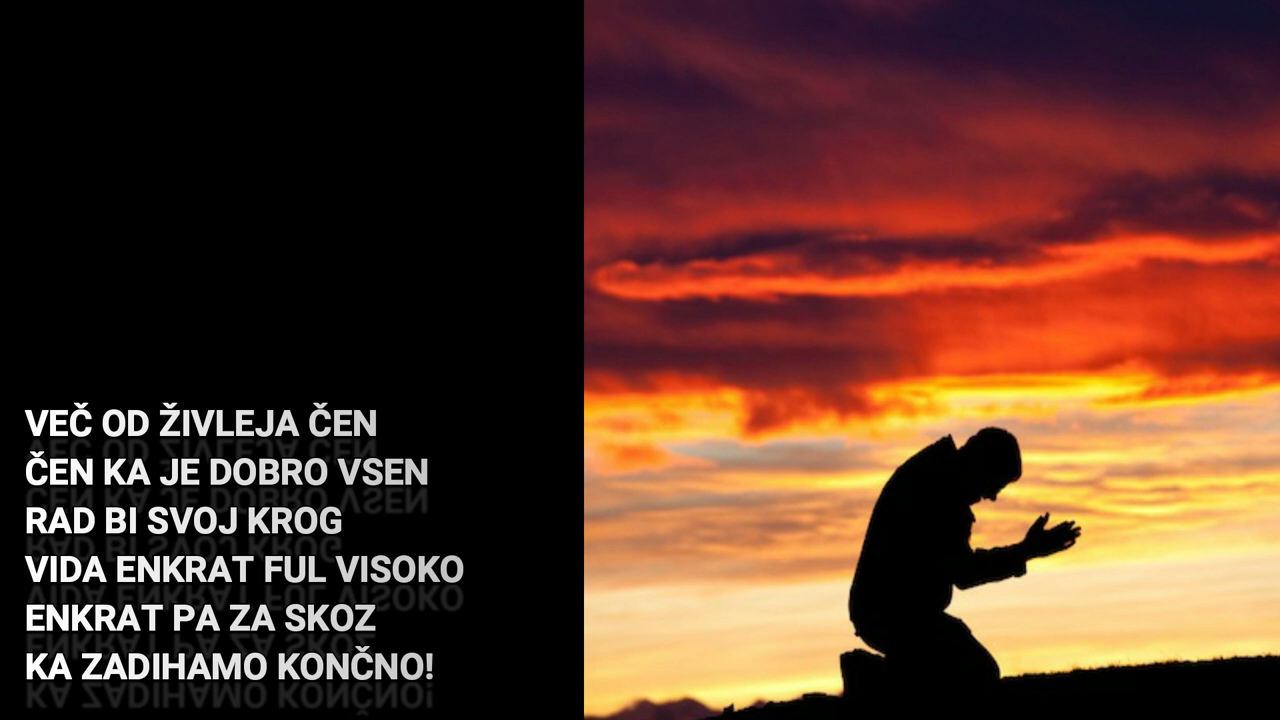 VEČ OD ŽIVLEJA ČEN
ČEN KA JE DOBRO VSEN
RAD BI SVOJ KROG
VIDA ENKRAT FUL VISOKO
ENKRAT PA ZA SKOZ
KA ZADIHAMO KONČNO!